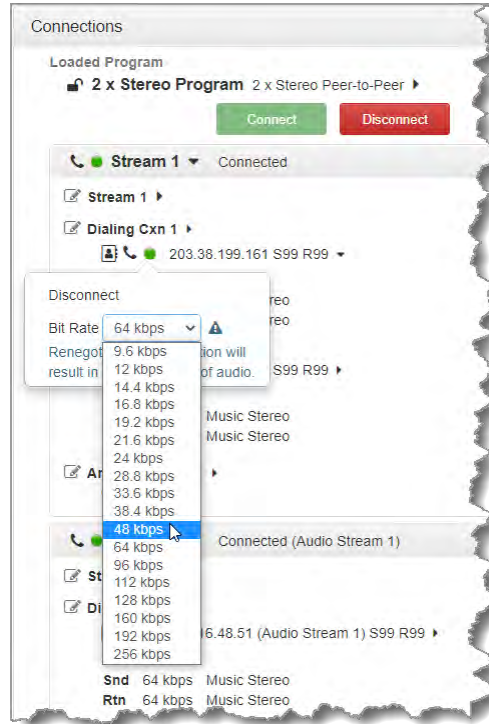 Connections
Loaded Program
2 x Stereo Program 2 x Stereo Peer-to-Peer
Connect Disconnect
Stream 1 Connected
Stream 1
Dialing Cxn 1
203.38.199.161 S99 R99
Disconnect
reo
Bit Rate 64 kbps
reo
Renegot tion will
result in of audio.
S99 R99
9.6 kbps
12 kbps
14.4 kbps
16.8 kbps
19.2 kbps
Music Stereo
21.6 kbps
Music Stereo
24 kbps
An
28.8 kbps
33.6 kbps
38.4 kbps
48 kbps
64 kbps
Connected (Audio Stream 1)
96 kbps
St
112 kbps
128 kbps
Di
160 kbps
192 kbps
6.48.51 (Audio Stream 1) S99 R99
256 kbps
Snd 64 kbps Music Stereo
Rtn 64 kbps Music Stereo